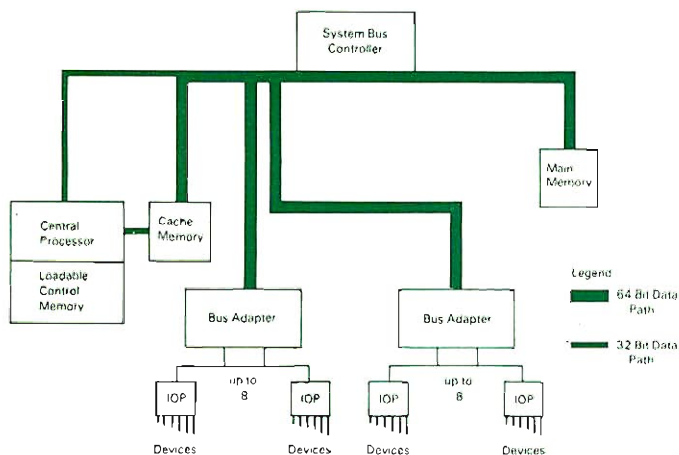 System Bus
Controller
Main
Memory
Central
Processor
Cache
Memory
Loadable
Control
Memory
Legend
64 Bit Data
Path
32 Bit Data
Path
Bus Adapter
Bus Adapter
up to
8
up to
8
IOP
IOP
IOP
IOP
Devices
Devices
Devices
Devices